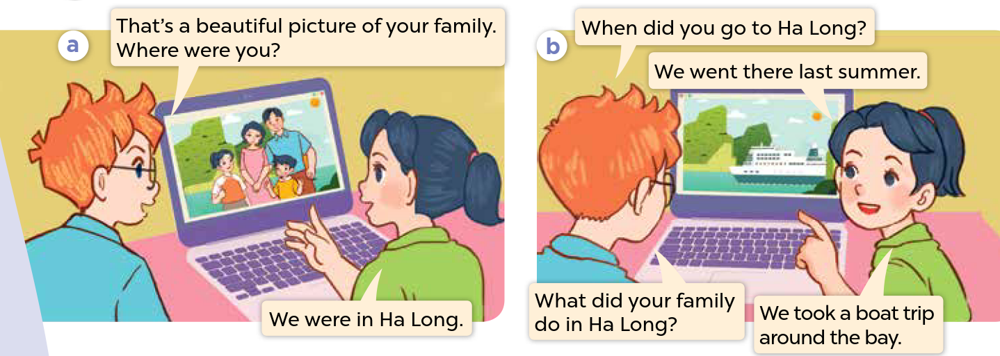 a
That's a beautiful picture of your family.
Where were you?
We were in Ha Long.
b
When did you go to Ha Long?
We went there last summer.
What did your family
do in Ha Long?
We took a boat trip
around the bay.